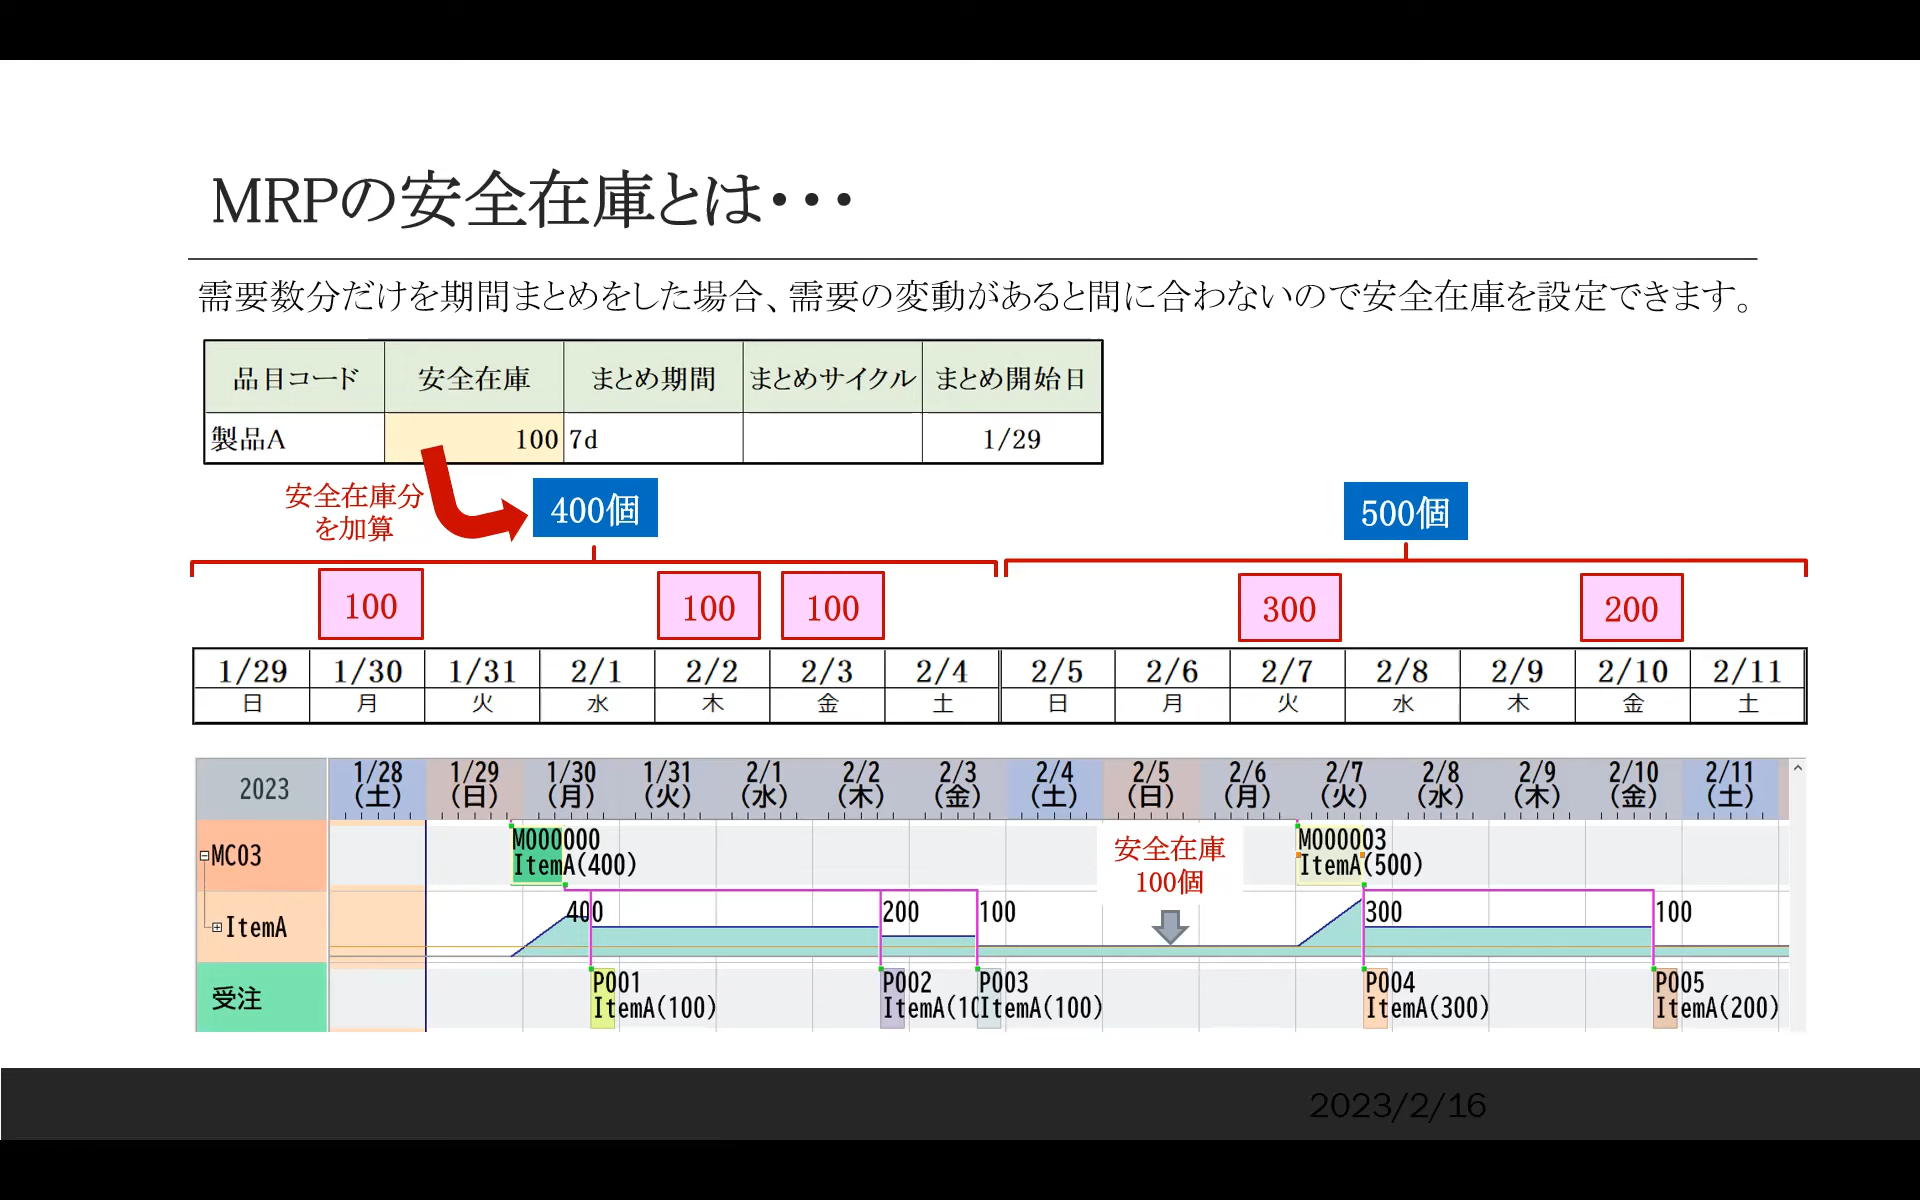 MRPの安全在庫とは・・・
需要数分だけを期間まとめをした場合、需要の変動があると間に合わないので安全在庫を設定できます。
品目コード 安全在庫 まとめ期間 まとめサイクル まとめ開始日
製品A 100 7d 1/29
安全在庫分
を加算
400個 500個
100 100 100 300 200
1/29 1/30 1/31 2/1 2/2 2/3 2/4 2/5 2/6 2/7 2/8 2/9 2/10 2/11
日 月 火 水 木 金 土 日 月 火 水 木 金 土
2023
1/28 1/29 1/30 1/31 2/1 2/2 2/3 2/4 2/5 2/6 2/7 2/8 2/9 2/10 2/11
(土) (日) (月) (火) (水) (木) (金) (土) (日) (月) (火) (水) (木) (金) (土)
MC03
M000000
ItemA(400)
安全在庫
100個
M000003
ItemA(500)
ItemA
400 200 100 300 100
受注
P001
ItemA(100)
P002
ItemA(10
P003
ItemA(100)
P004
ItemA(300)
P005
ItemA(200)
2023/2/16